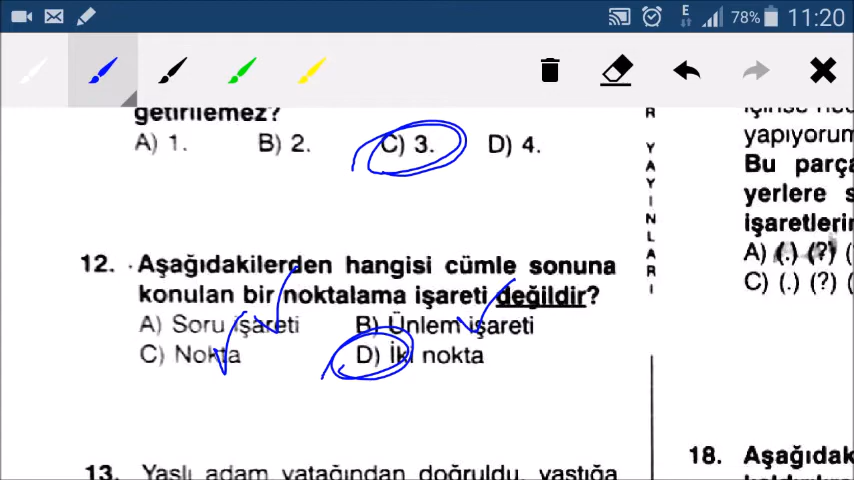 E
78% 11:20
getirilemez?
A) 1. B) 2. C) 3. D) 4.
12. Aşağıdakilerden hangisi cümle sonuna
konulan bir noktalama işareti değildir?
A) Soru işareti B) Ünlem işareti
C) Nokta D) İki nokta
13. Yaşlı adam yatağından doğruldu, yastığa
R
YAYINLARI
yapıyorum
Bu parça
yerlere s
işaretlerin
A) (.) (?) (
C) (.) (?) (
18. Aşağıdak